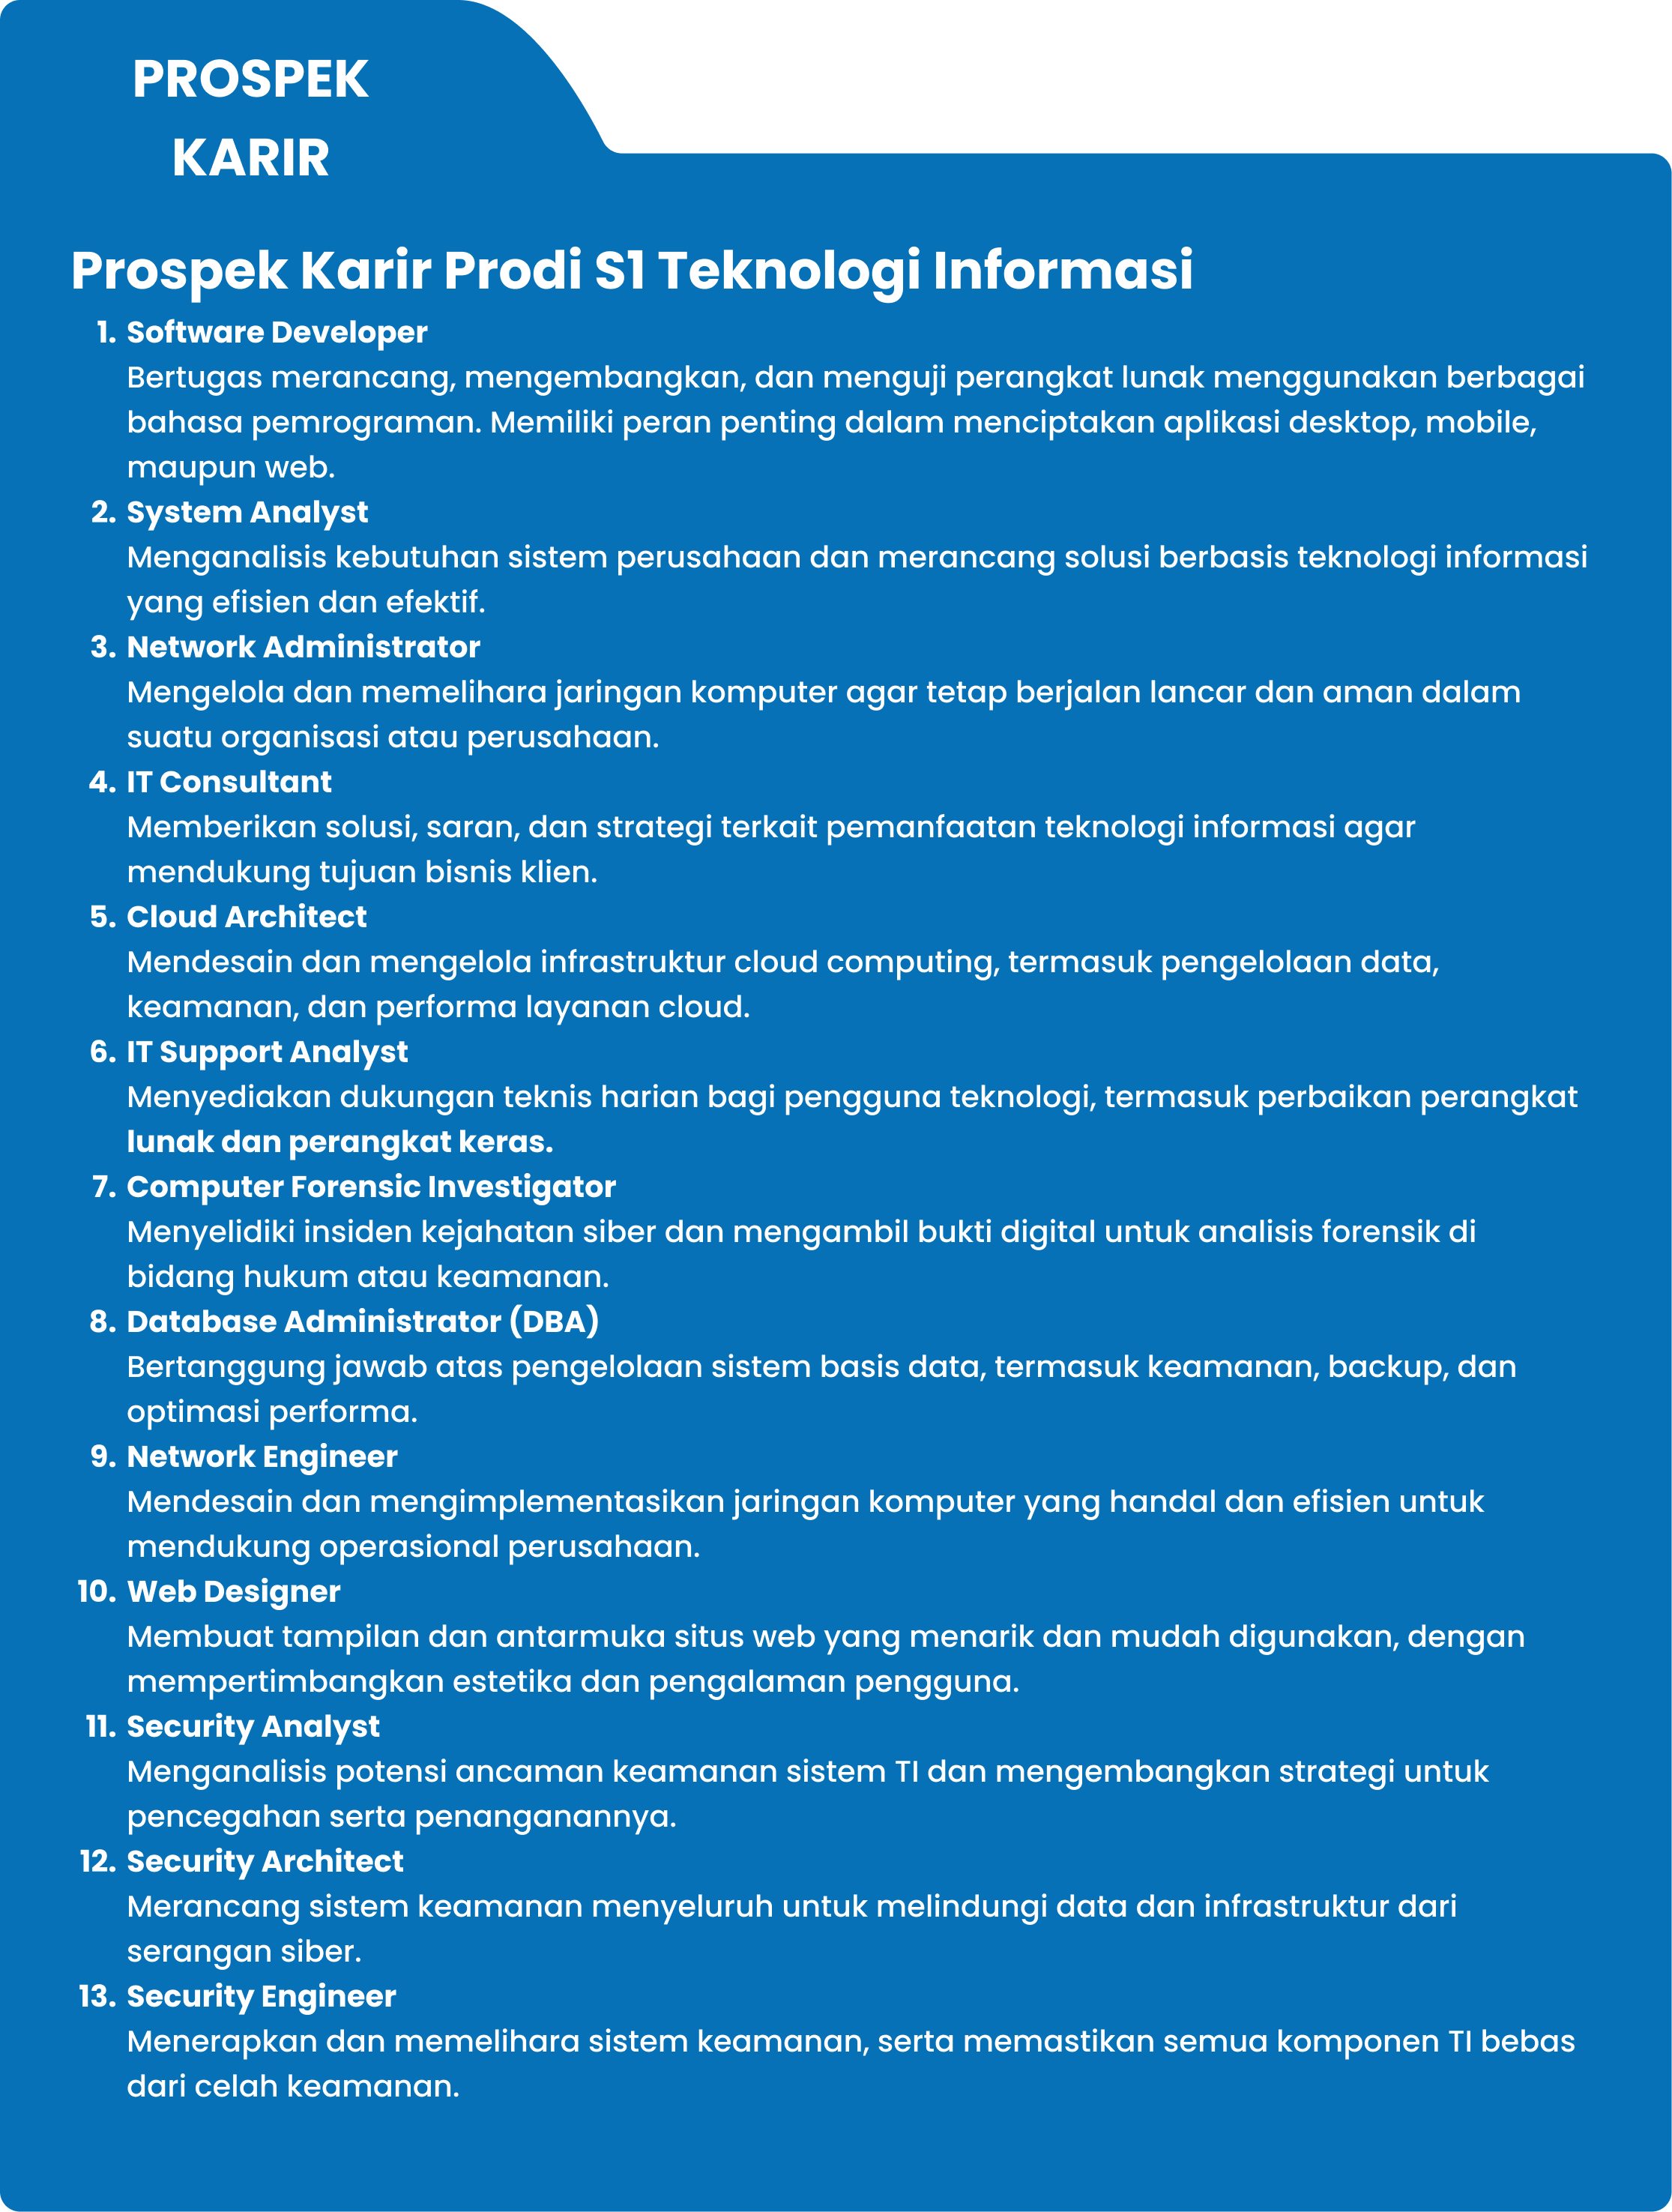 PROSPEK
KARIR
Prospek Karir Prodi S1 Teknologi Informasi
1. Software Developer
Bertugas merancang, mengembangkan, dan menguji perangkat lunak menggunakan berbagai
bahasa pemrograman. Memiliki peran penting dalam menciptakan aplikasi desktop, mobile,
maupun web.
2. System Analyst
Menganalisis kebutuhan sistem perusahaan dan merancang solusi berbasis teknologi informasi
yang efisien dan efektif.
3. Network Administrator
Mengelola dan memelihara jaringan komputer agar tetap berjalan lancar dan aman dalam
suatu organisasi atau perusahaan.
4. IT Consultant
Memberikan solusi, saran, dan strategi terkait pemanfaatan teknologi informasi agar
mendukung tujuan bisnis klien.
5. Cloud Architect
Mendesain dan mengelola infrastruktur cloud computing, termasuk pengelolaan data,
keamanan, dan performa layanan cloud.
6. IT Support Analyst
Menyediakan dukungan teknis harian bagi pengguna teknologi, termasuk perbaikan perangkat
lunak dan perangkat keras.
7. Computer Forensic Investigator
Menyelidiki insiden kejahatan siber dan mengambil bukti digital untuk analisis forensik di
bidang hukum atau keamanan.
8. Database Administrator (DBA)
Bertanggung jawab atas pengelolaan sistem basis data, termasuk keamanan, backup, dan
optimasi performa.
9. Network Engineer
Mendesain dan mengimplementasikan jaringan komputer yang handal dan efisien untuk
mendukung operasional perusahaan.
10. Web Designer
Membuat tampilan dan antarmuka situs web yang menarik dan mudah digunakan, dengan
mempertimbangkan estetika dan pengalaman pengguna.
11. Security Analyst
Menganalisis potensi ancaman keamanan sistem TI dan mengembangkan strategi untuk
pencegahan serta penanganannya.
12. Security Architect
Merancang sistem keamanan menyeluruh untuk melindungi data dan infrastruktur dari
serangan siber.
13. Security Engineer
Menerapkan dan memelihara sistem keamanan, serta memastikan semua komponen TI bebas
dari celah keamanan.